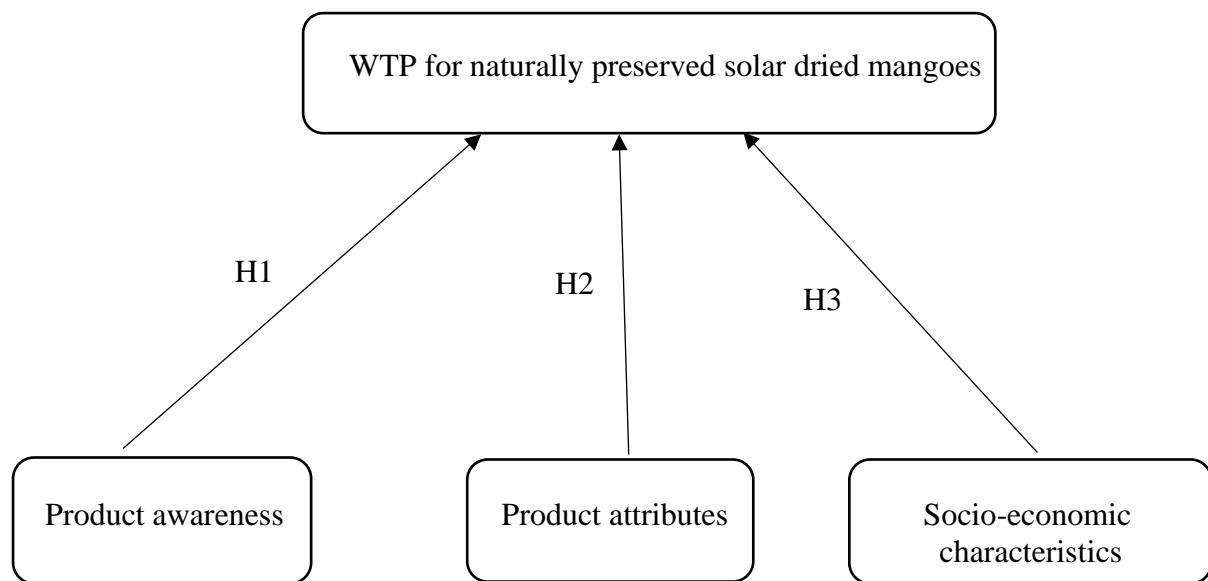 WTP for naturally preserved solar dried mangoes
H1
H2
H3
Product awareness
Product attributes
Socio-economic
characteristics